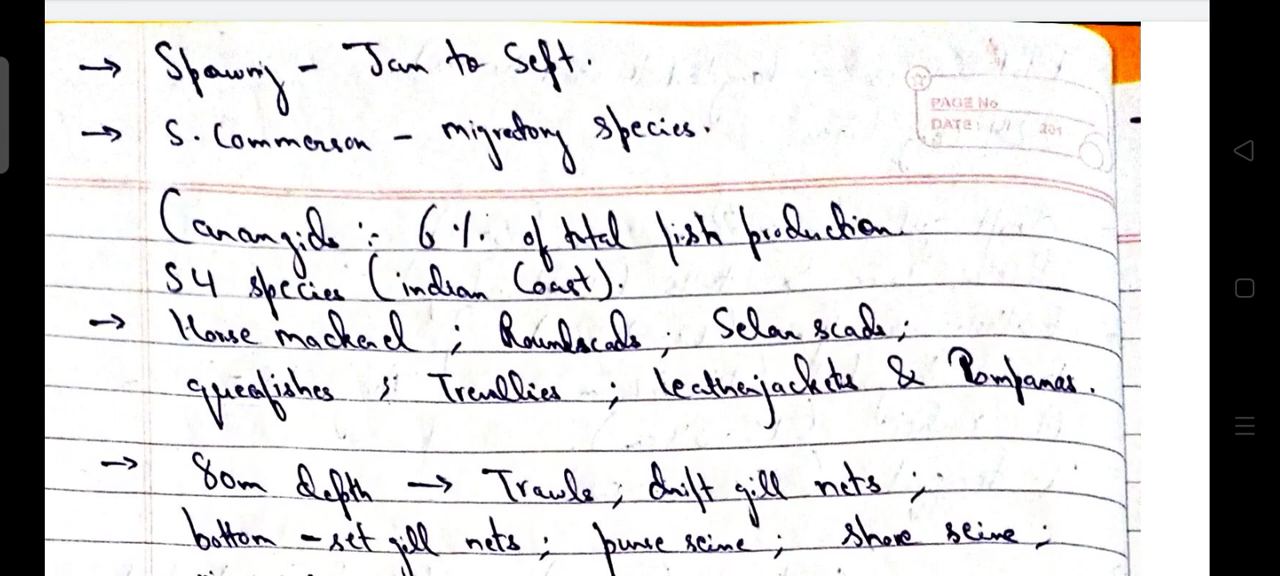 → Spawning - Jan to Sept.
PAGE No
DATE: 201
→ S. Commerson - migratory species.
Carangids :- 6 % of total fish production.
54 species (indian Coast).
→ Horse mackerel ; Roundscads ; Selar scads ;
queenfishes ; Trevallies ; leatherjackets & Pompanos.
→ 80m depth → Trawls ; drift gill nets ;
bottom - set gill nets ; purse seine ; shore seine ;